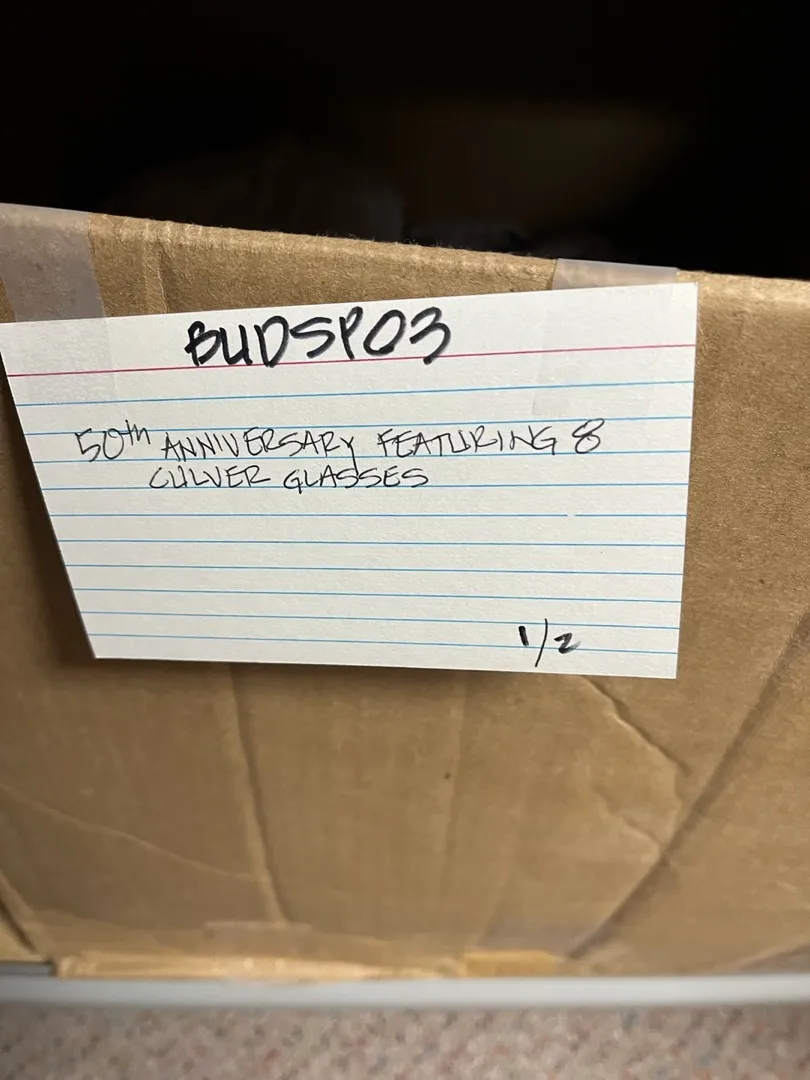 BUDSP03
50th ANNIVERSARY FEATURING 8
CULVER GLASSES
1/2